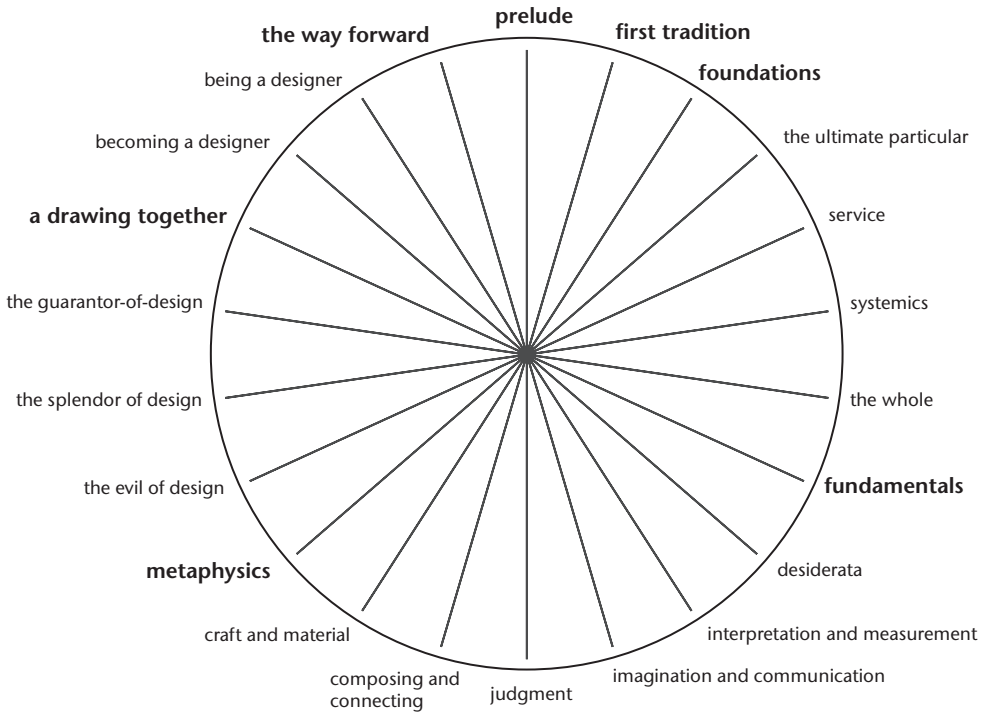 prelude
first tradition
foundations
the ultimate particular
service
systemics
the whole
fundamentals
desiderata
interpretation and measurement
imagination and communication
judgment
composing and
connecting
craft and material
metaphysics
the evil of design
the splendor of design
the guarantor-of-design
a drawing together
becoming a designer
being a designer
the way forward